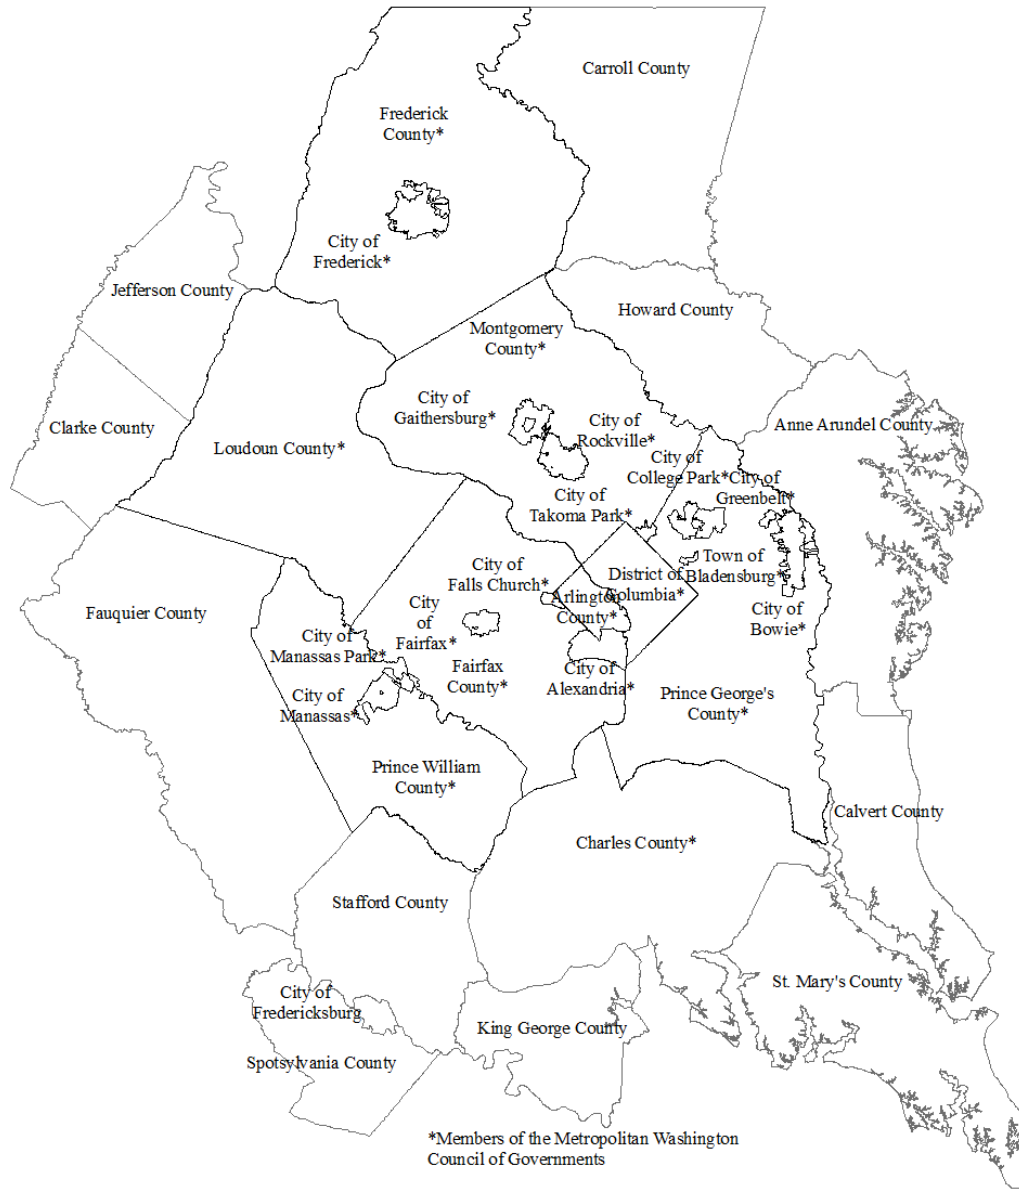 Carroll County
Frederick
County*
City of
Frederick*
Jefferson County
Howard County
Montgomery
County*
City of
Gaithersburg*
City of
Rockville*
Clarke County
Loudoun County*
Anne Arundel County
City of
College Park*
City of
Greenbelt*
City of
Takoma Park*
Town of
Bladensburg*
District of
Columbia*
City of
Falls Church*
Arlington
County*
Fauquier County
City
of
Fairfax*
City of
Bowie*
City of
Manassas Park*
Fairfax
County*
City of
Alexandria*
City of
Manassas*
Prince George's
County*
Prince William
County*
Calvert County
Charles County*
Stafford County
St. Mary's County
City of
Fredericksburg
King George County
Spotsylvania County
*Members of the Metropolitan Washington
Council of Governments